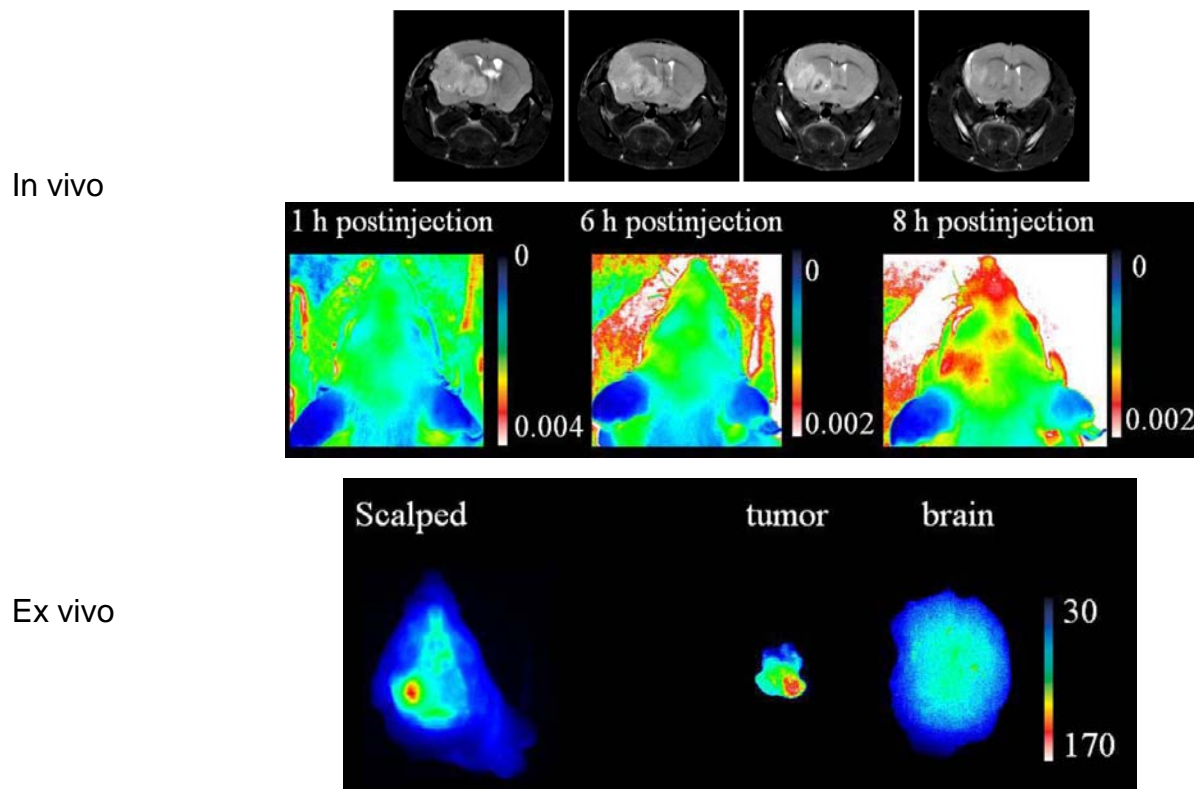 In vivo
1 h postinjection 6 h postinjection 8 h postinjection
0 0 0
0.004 0.002 0.002
Ex vivo
Scalped tumor brain
30
170